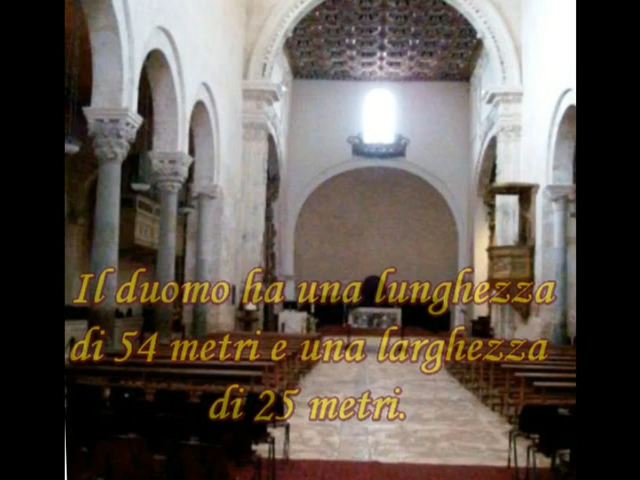 Il duomo ha una lunghezza
di 54 metri e una larghezza
di 25 metri.